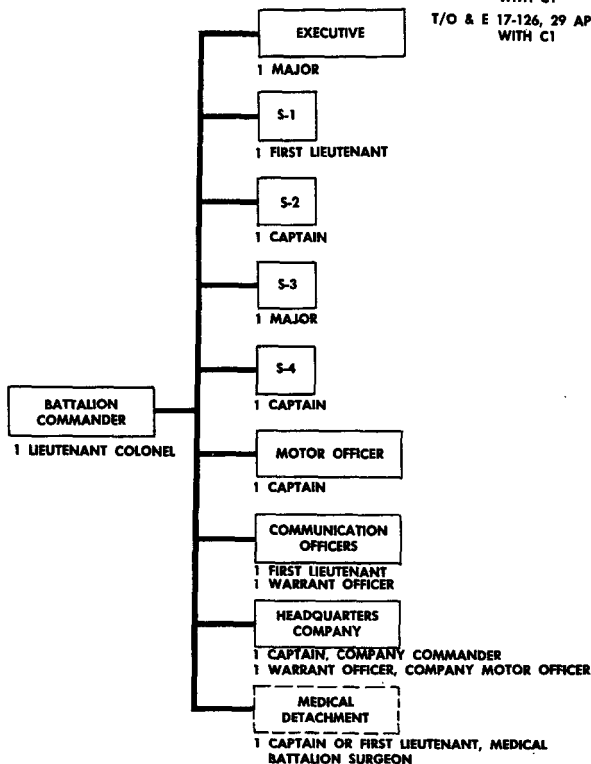 WITH C1
T/O & E 17-126, 29 AP
WITH C1
EXECUTIVE
1 MAJOR
S-1
1 FIRST LIEUTENANT
S-2
1 CAPTAIN
S-3
1 MAJOR
S-4
1 CAPTAIN
BATTALION
COMMANDER
1 LIEUTENANT COLONEL
MOTOR OFFICER
1 CAPTAIN
COMMUNICATION
OFFICERS
1 FIRST LIEUTENANT
1 WARRANT OFFICER
HEADQUARTERS
COMPANY
1 CAPTAIN, COMPANY COMMANDER
1 WARRANT OFFICER, COMPANY MOTOR OFFICER
MEDICAL
DETACHMENT
1 CAPTAIN OR FIRST LIEUTENANT, MEDICAL
BATTALION SURGEON